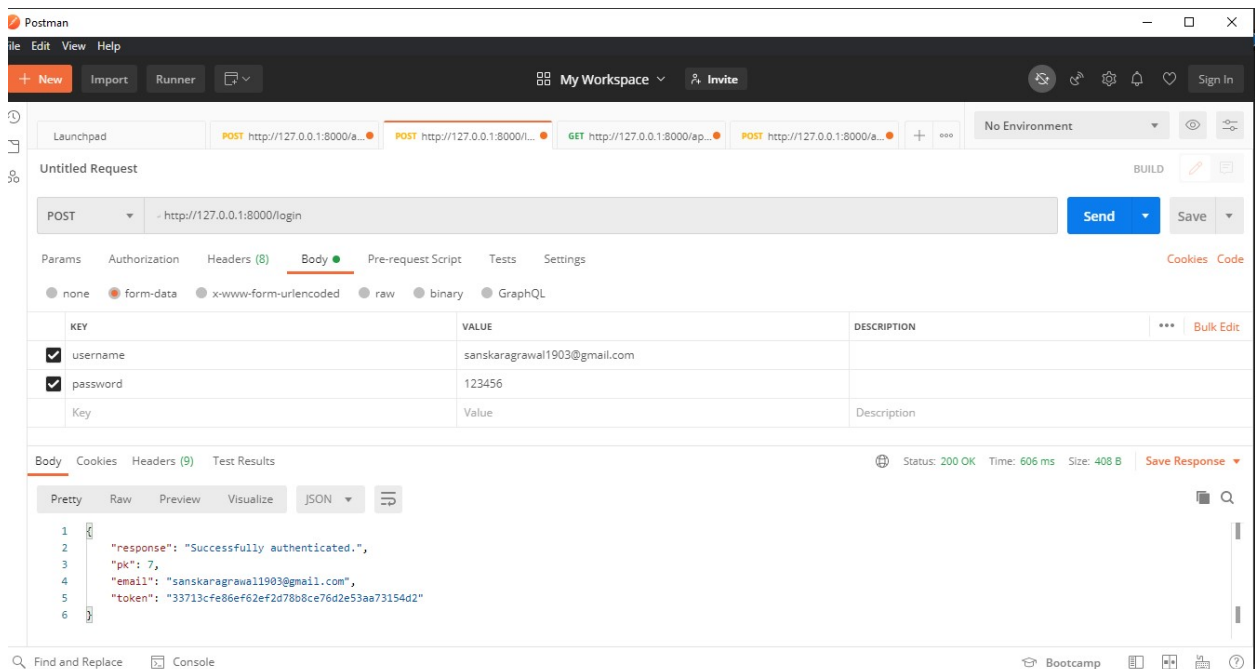 Postman
ile Edit View Help
+ New Import Runner My Workspace Invite Sign In
Launchpad POST http://127.0.0.1:8000/a... POST http://127.0.0.1:8000/l... GET http://127.0.0.1:8000/ap... POST http://127.0.0.1:8000/a... + ooo No Environment
Untitled Request BUILD
POST http://127.0.0.1:8000/login Send Save
Params Authorization Headers (8) Body Pre-request Script Tests Settings Cookies Code
none form-data x-www-form-urlencoded raw binary GraphQL
KEY VALUE DESCRIPTION ••• Bulk Edit
username sanskaragrawal1903@gmail.com
password 123456
Key Value Description
Body Cookies Headers (9) Test Results Status: 200 OK Time: 606 ms Size: 408 B Save Response
Pretty Raw Preview Visualize JSON
1 {
2 "response": "Successfully authenticated.",
3 "pk": 7,
4 "email": "sanskaragrawal1903@gmail.com",
5 "token": "33713cfe86ef62ef2d78b8ce76d2e53aa73154d2"
6 }
Find and Replace Console Bootcamp